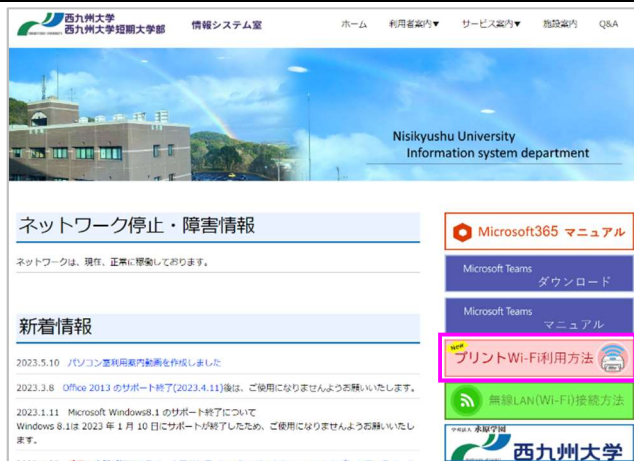 西九州大学
西九州大学短期大学部
情報システム室
ホーム 利用者案内▼ サービス案内▼ 施設案内 Q&A
Nisikyushu University
Information system department
ネットワーク停止・障害情報
ネットワークは、現在、正常に稼働しております。
新着情報
2023.5.10 パソコン室利用案内動画を作成しました
2023.3.8 Office 2013 のサポート終了(2023.4.11)後は、ご使用になりませんようお願いいたします。
2023.1.11 Microsoft Windows8.1 のサポート終了について
Windows 8.1は 2023 年 1 月 10 日にサポートが終了したため、ご使用になりませんようお願いいたし
ます。
Microsoft365 マニュアル
Microsoft Teams
ダウンロード
Microsoft Teams
マニュアル
New
プリントWi-Fi利用方法
無線LAN(Wi-Fi)接続方法
学校法人 永原学園
西九州大学